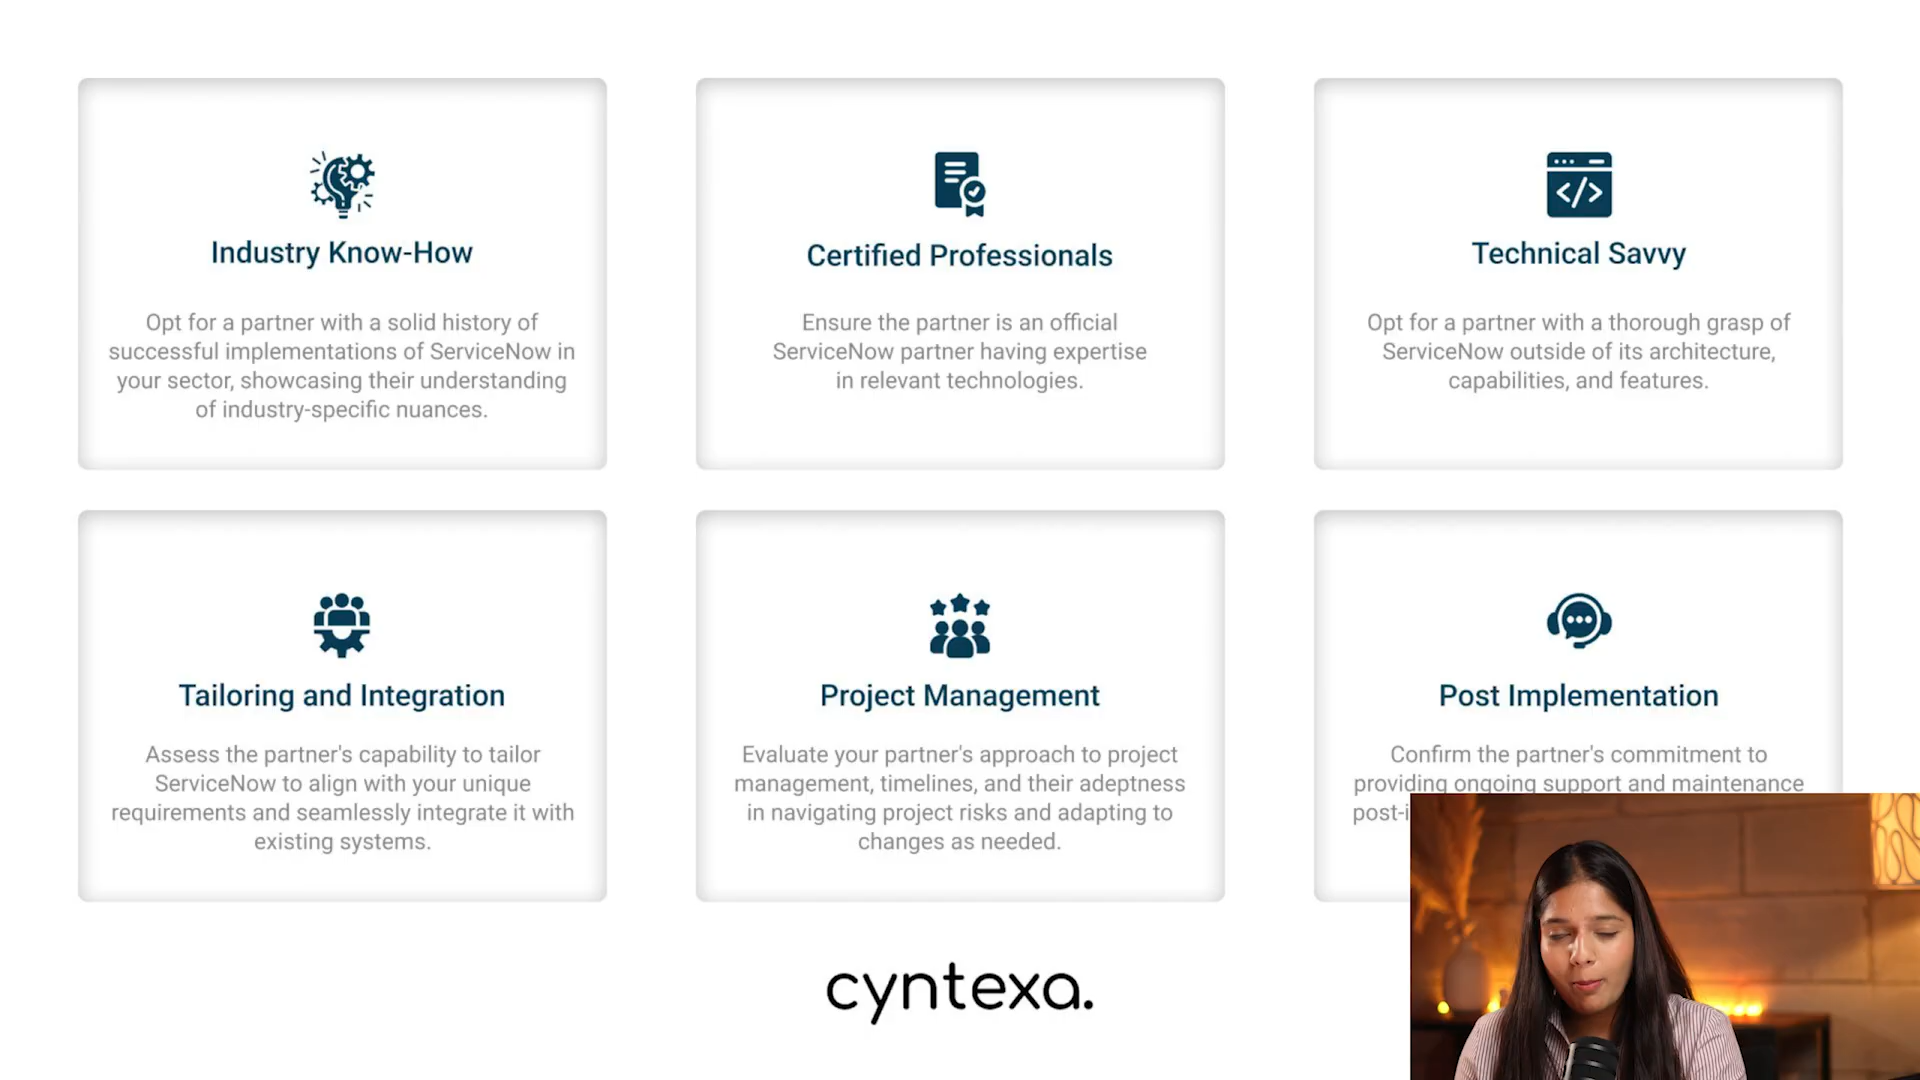 Industry Know-How
Opt for a partner with a solid history of
successful implementations of ServiceNow in
your sector, showcasing their understanding
of industry-specific nuances.
Certified Professionals
Ensure the partner is an official
ServiceNow partner having expertise
in relevant technologies.
Technical Savvy
Opt for a partner with a thorough grasp of
ServiceNow outside of its architecture,
capabilities, and features.
Tailoring and Integration
Assess the partner's capability to tailor
ServiceNow to align with your unique
requirements and seamlessly integrate it with
existing systems.
Project Management
Evaluate your partner's approach to project
management, timelines, and their adeptness
in navigating project risks and adapting to
changes as needed.
Post Implementation
Confirm the partner's commitment to
providing ongoing support and maintenance
cyntexa.